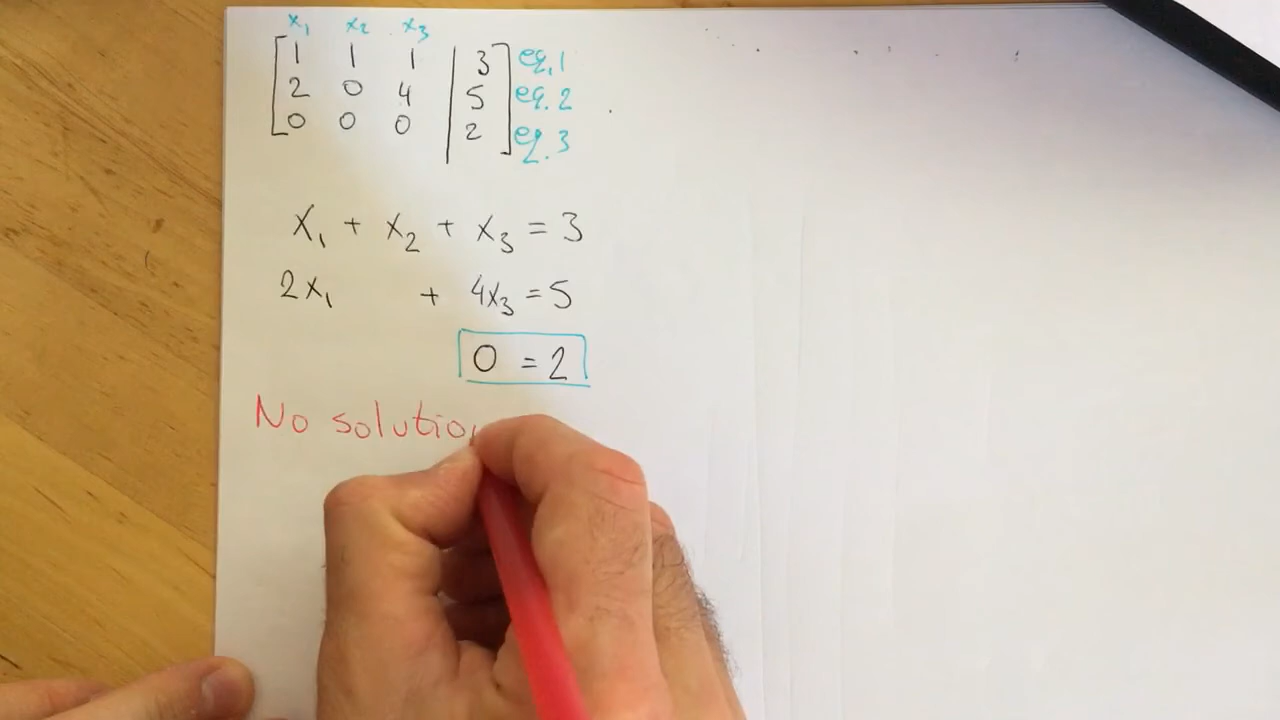 x₁ x₂ x₃
1 1 1 3 eq.1
2 0 4 5 eq.2
0 0 0 2 eq.3
x₁ + x₂ + x₃ = 3
2x₁ + 4x₃ = 5
0 = 2
No solutio